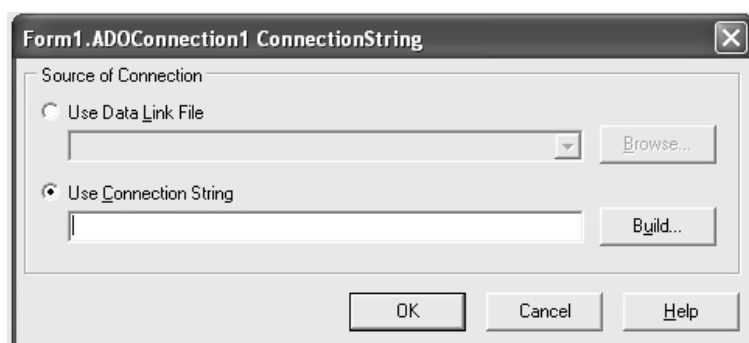 Form1.ADOConnection1 ConnectionString
Source of Connection
Use Data Link File
Browse...
Use Connection String
Build...
OK Cancel Help